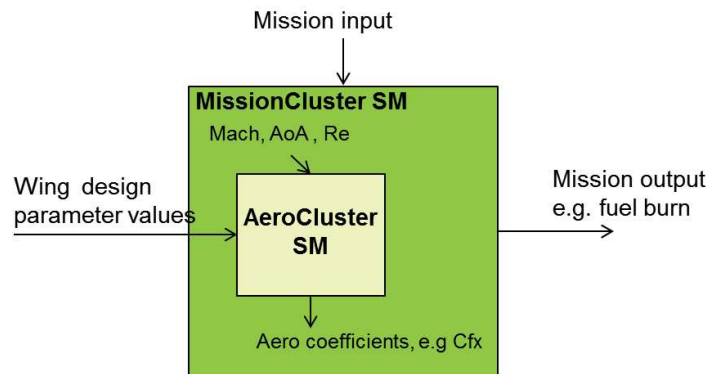 Mission input
MissionCluster SM
Mach, AoA , Re
Wing design
parameter values
AeroCluster
SM
Mission output
e.g. fuel burn
Aero coefficients, e.g Cfx